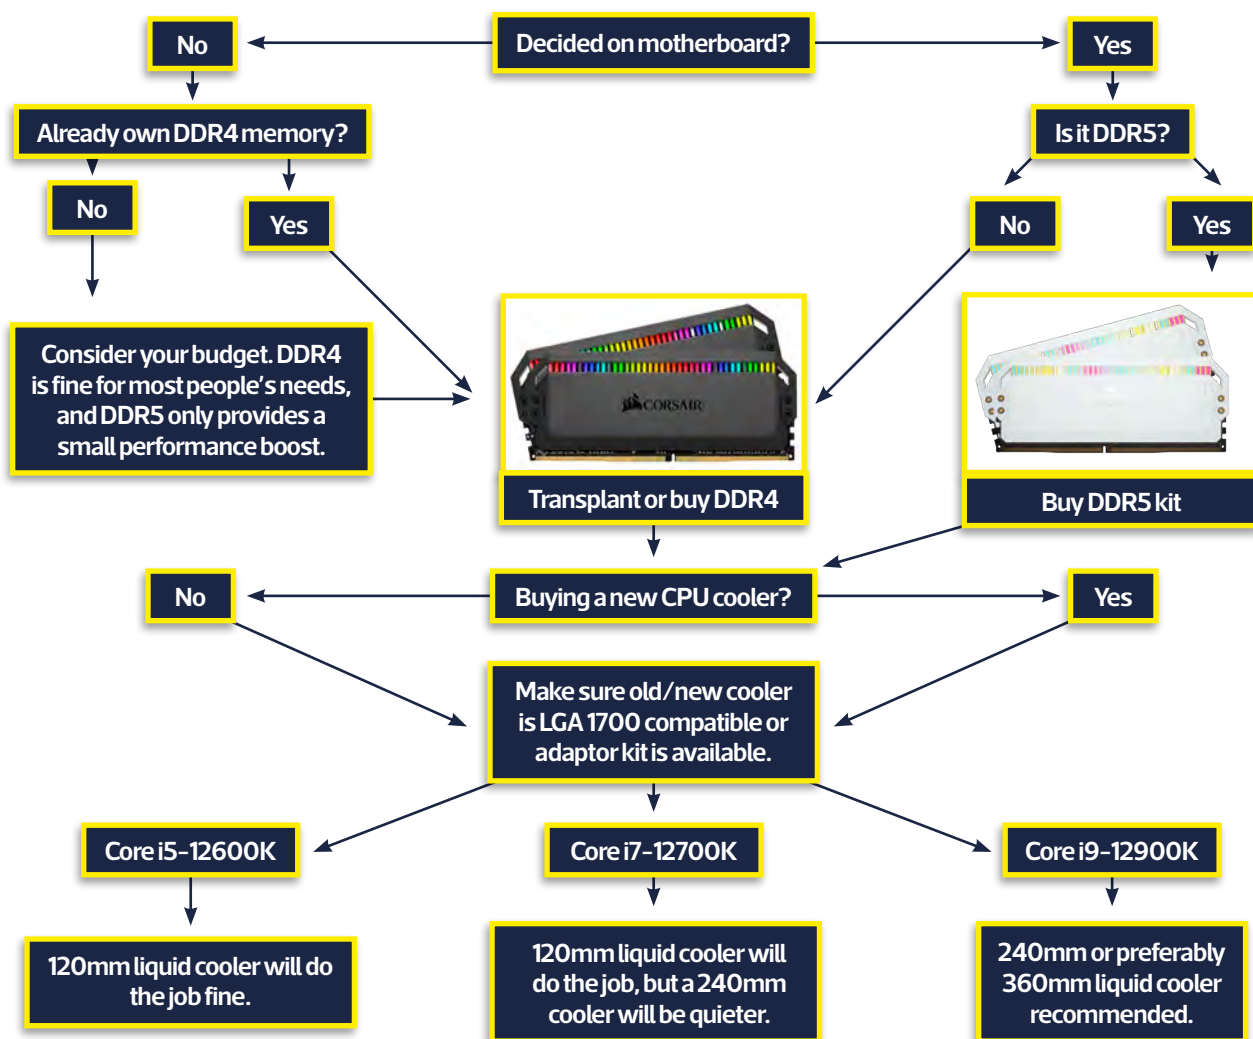 Decided on motherboard?
No
Yes
Already own DDR4 memory?
Is it DDR5?
No
Yes
No
Yes
Consider your budget. DDR4
is fine for most people's needs,
and DDR5 only provides a
small performance boost.
CORSAIR
Transplant or buy DDR4
Buy DDR5 kit
No
Buying a new CPU cooler?
Yes
Make sure old/new cooler
is LGA 1700 compatible or
adaptor kit is available.
Core i5-12600K
Core i7-12700K
Core i9-12900K
120mm liquid cooler will do
the job fine.
120mm liquid cooler will
do the job, but a 240mm
cooler will be quieter.
240mm or preferably
360mm liquid cooler
recommended.